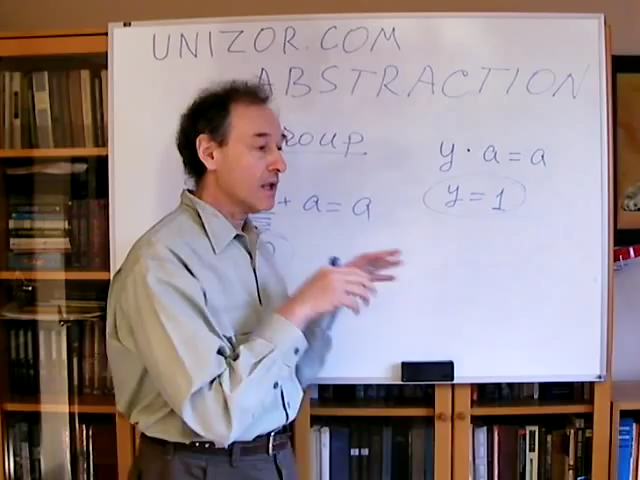 UNIZOR.COM
ABSTRACTION
ROUP
y · a = a
+ a = a
y = 1